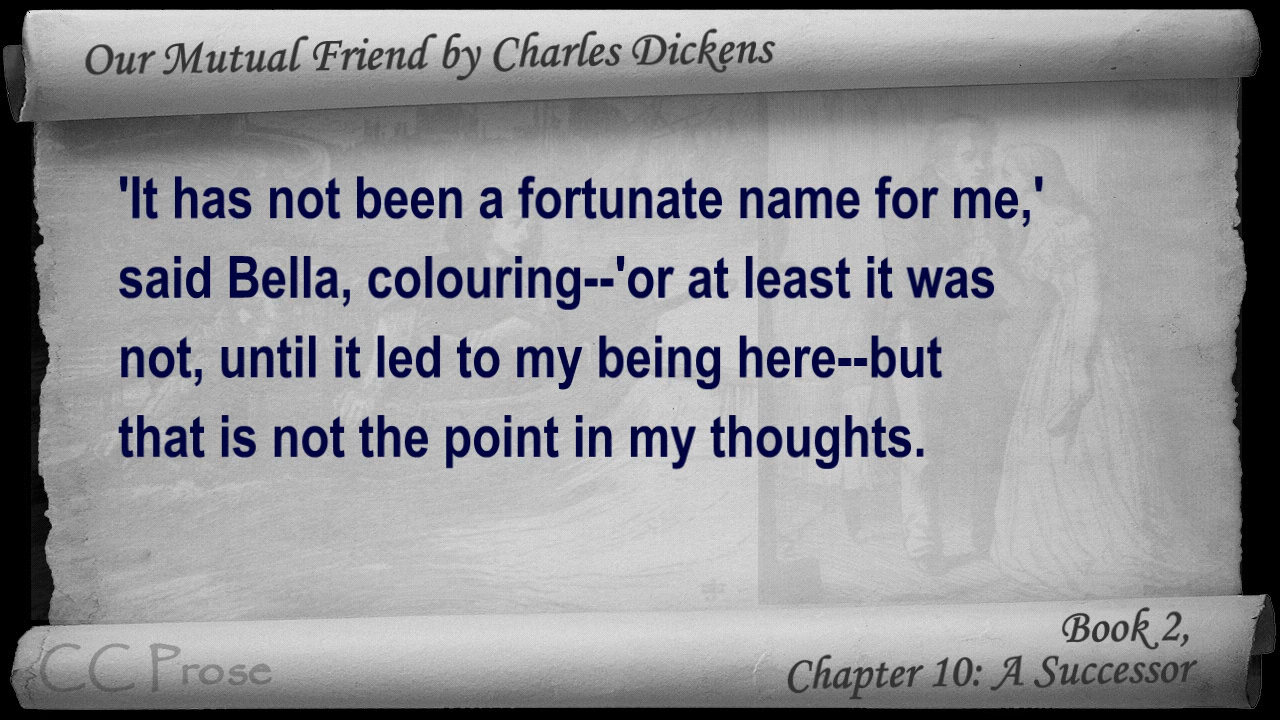 Our Mutual Friend by Charles Dickens
'It has not been a fortunate name for me,'
said Bella, colouring--'or at least it was
not, until it led to my being here--but
that is not the point in my thoughts.
Book 2,
Chapter 10: A Successor
CC Prose